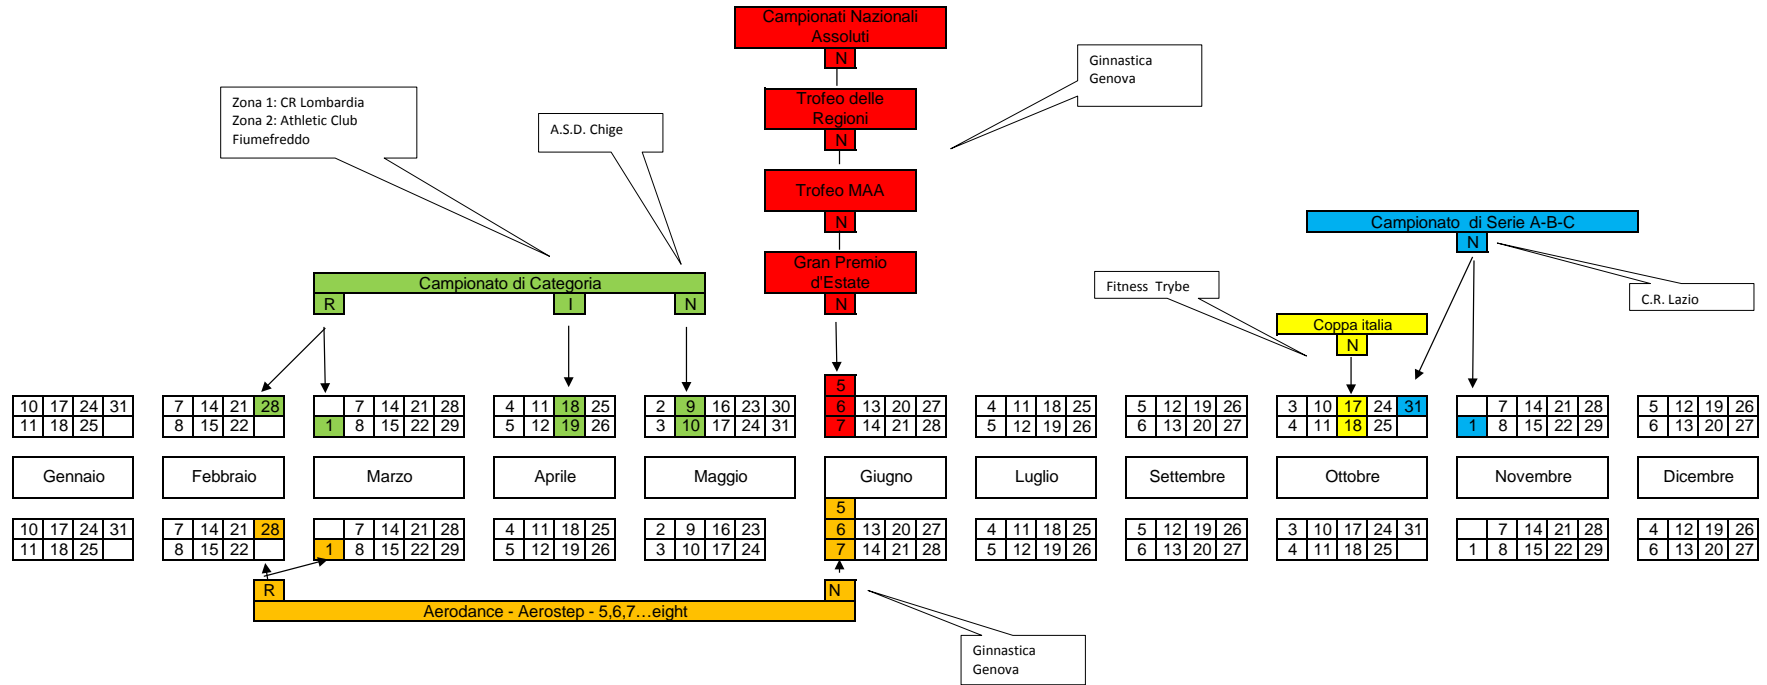 Campionati Nazionali
Assoluti
N
Ginnastica
Genova
Trofeo delle
Regioni
N
Zona 1: CR Lombardia
Zona 2: Athletic Club
Fiumefreddo
A.S.D. Chige
Trofeo MAA
N
Campionato di Serie A-B-C
N
Gran Premio
d'Estate
N
Campionato di Categoria
R I N
Fitness Trybe
C.R. Lazio
Coppa italia
N
5
10 17 24 31 7 14 21 28 7 14 21 28 4 11 18 25 2 9 16 23 30 6 13 20 27 4 11 18 25 5 12 19 26 3 10 17 24 31 7 14 21 28 5 12 19 26
11 18 25 8 15 22 1 8 15 22 29 5 12 19 26 3 10 17 24 31 7 14 21 28 5 12 19 26 6 13 20 27 4 11 18 25 1 8 15 22 29 6 13 20 27
Gennaio Febbraio Marzo Aprile Maggio Giugno Luglio Settembre Ottobre Novembre Dicembre
5
10 17 24 31 7 14 21 28 7 14 21 28 4 11 18 25 2 9 16 23 6 13 20 27 4 11 18 25 5 12 19 26 3 10 17 24 31 7 14 21 28 4 12 19 26
11 18 25 8 15 22 1 8 15 22 29 5 12 19 26 3 10 17 24 7 14 21 28 5 12 19 26 6 13 20 27 4 11 18 25 1 8 15 22 29 6 13 20 27
R N
Aerodance - Aerostep - 5,6,7...eight
Ginnastica
Genova